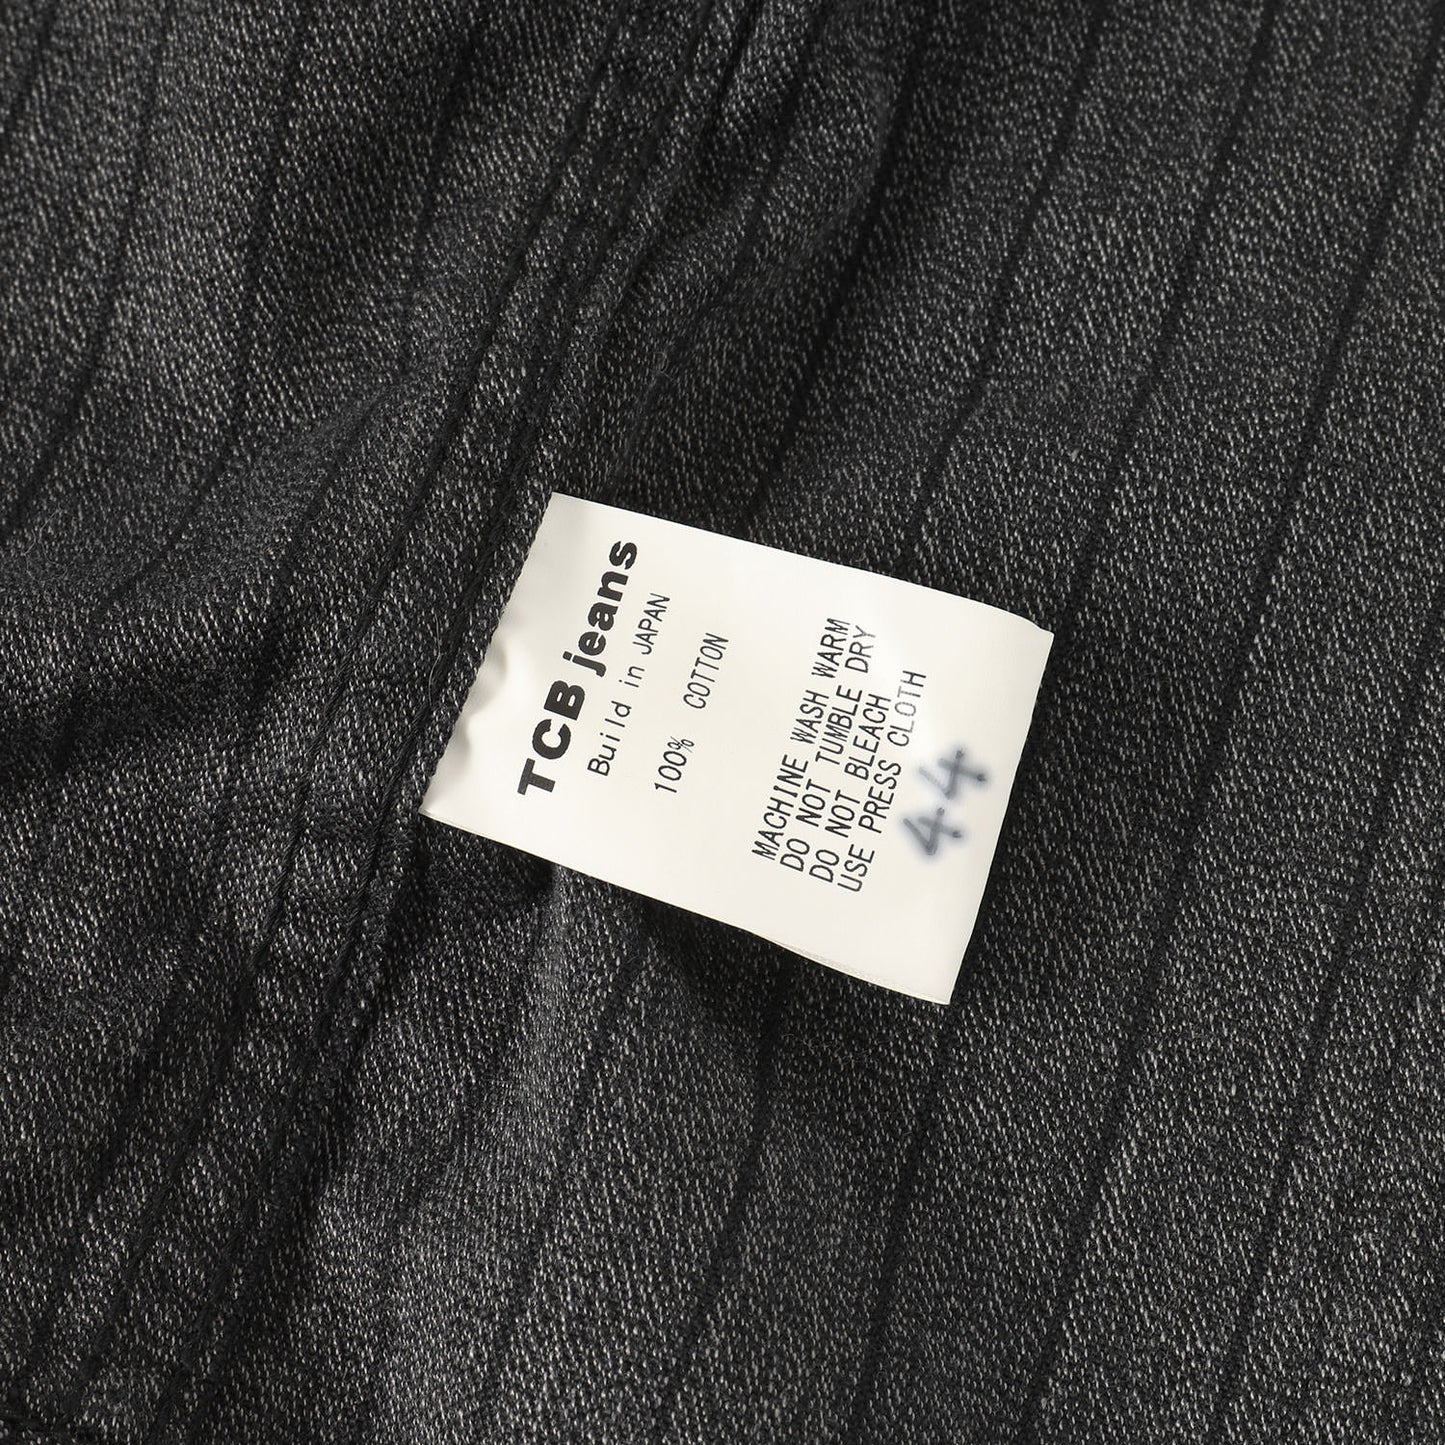 TCB jeans
Build in JAPAN
100% COTTON
MACHINE WASH WARM
DO NOT TUMBLE DRY
DO NOT BLEACH
USE PRESS CLOTH
44